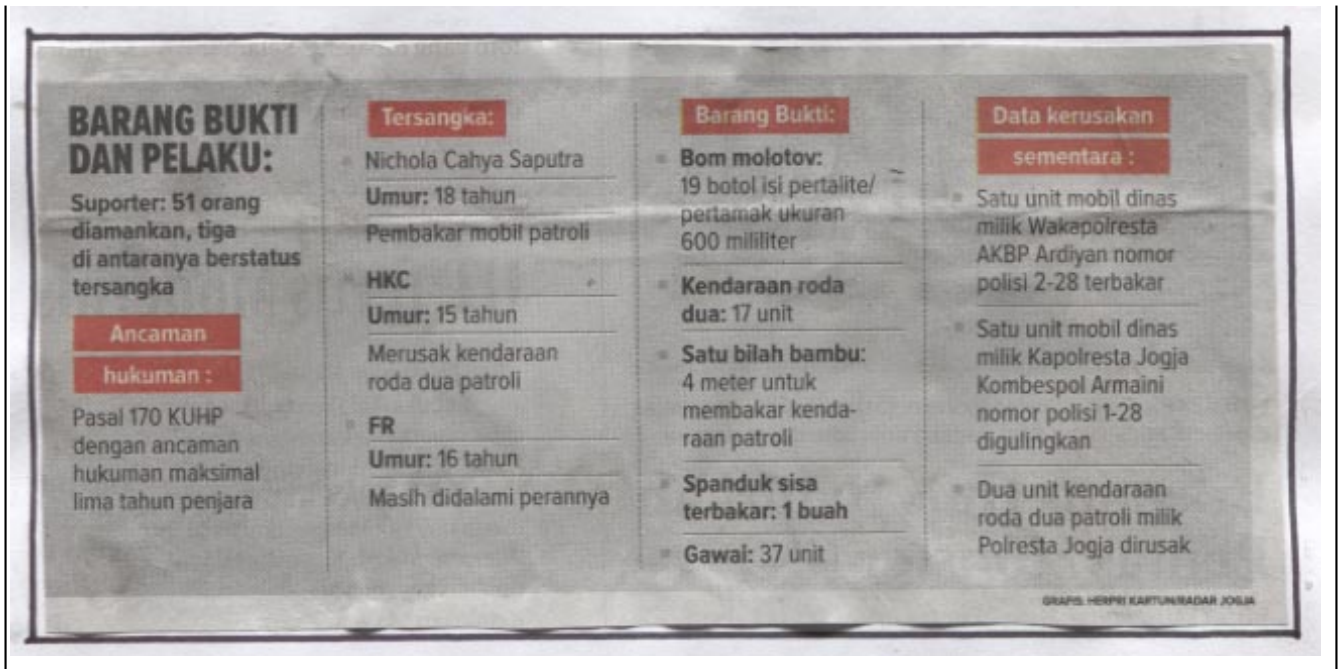 BARANG BUKTI
DAN PELAKU:
Suporter: 51 orang
diamankan, tiga
di antaranya berstatus
tersangka
Ancaman
hukuman :
Pasal 170 KUHP
dengan ancaman
hukuman maksimal
lima tahun penjara
Tersangka:
Nichola Cahya Saputra
Umur: 18 tahun
Pembakar mobil patroli
HKC
Umur: 15 tahun
Merusak kendaraan
roda dua patroli
FR
Umur: 16 tahun
Masih didalami perannya
Barang Bukti:
Bom molotov:
19 botol isi pertalite/
pertamak ukuran
600 mililiter
Kendaraan roda
dua: 17 unit
Satu bilah bambu:
4 meter untuk
membakar kenda-
raan patroli
Spanduk sisa
terbakar: 1 buah
Gawai: 37 unit
Data kerusakan
sementara :
Satu unit mobil dinas
milik Wakapolresta
AKBP Ardiyan nomor
polisi 2-28 terbakar
Satu unit mobil dinas
milik Kapolresta Jogja
Kombespol Armaini
nomor polisi 1-28
digulingkan
Dua unit kendaraan
roda dua patroli milik
Polresta Jogja dirusak
GRAFIS: HERPRI KARTUN/RADAR JOGJA